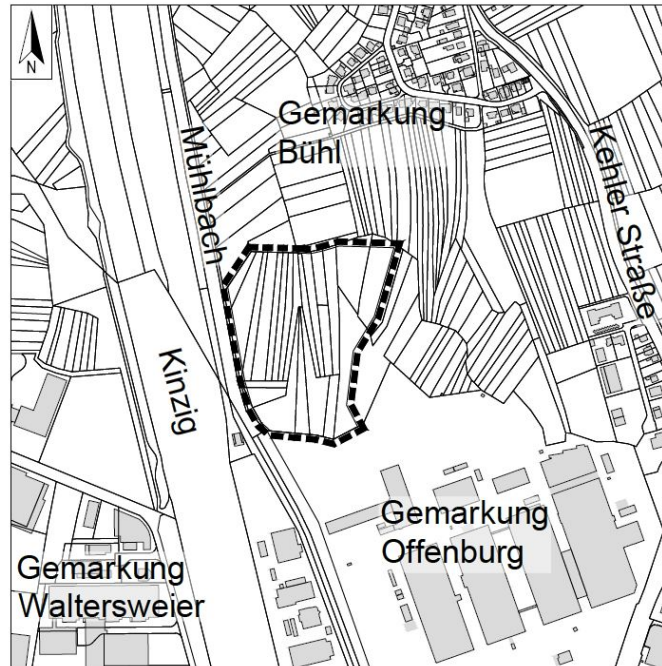 N
Gemarkung
Bühl
Mühlbach
Kehler Straße
Kinzig
Gemarkung
Offenburg
Gemarkung
Waltersweier